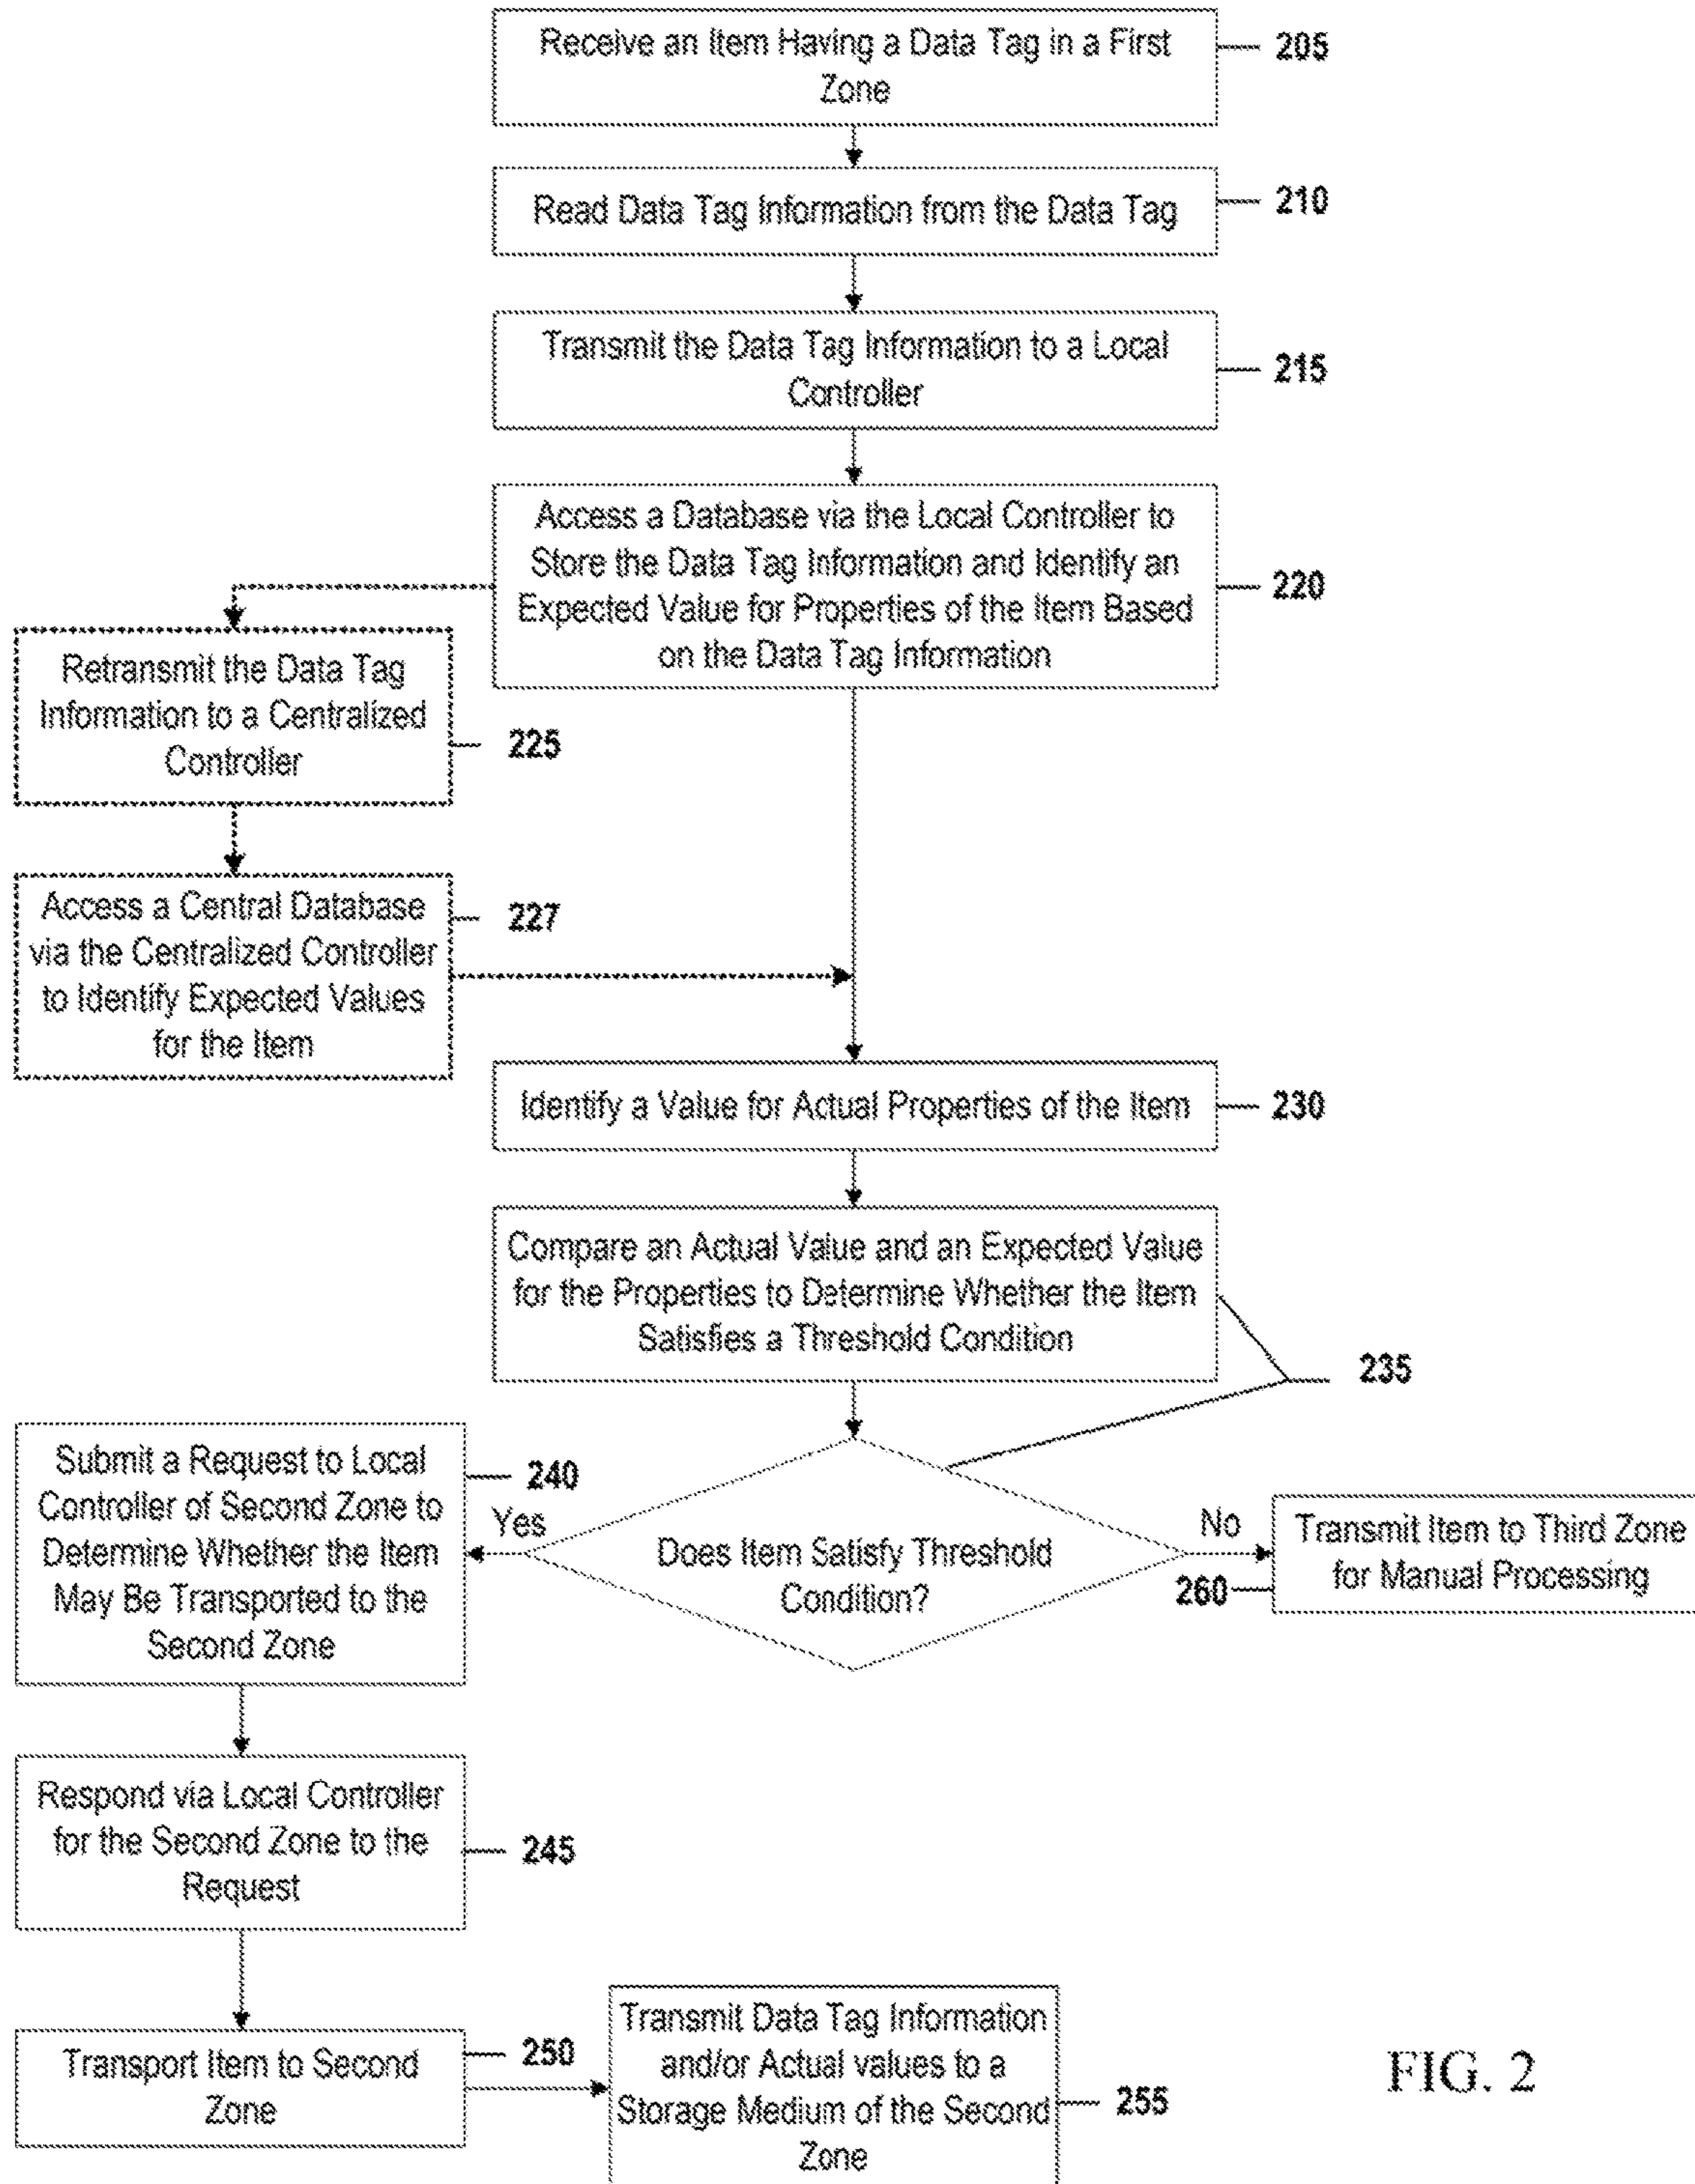 Receive an Item Having a Data Tag in a First
Zone
205
Read Data Tag Information from the Data Tag
210
Transmit the Data Tag Information to a Local
Controller
215
Access a Database via the Local Controller to
Store the Data Tag Information and Identify an
Expected Value for Properties of the Item Based
on the Data Tag Information
220
Retransmit the Data Tag
Information to a Centralized
Controller
225
Access a Central Database
via the Centralized Controller
to Identify Expected Values
for the Item
227
Identify a Value for Actual Properties of the Item
230
Compare an Actual Value and an Expected Value
for the Properties to Determine Whether the Item
Satisfies a Threshold Condition
235
Submit a Request to Local
Controller of Second Zone to
Determine Whether the Item
May Be Transported to the
Second Zone
240
Yes
Does Item Satisfy Threshold
Condition?
No
260
Transmit Item to Third Zone
for Manual Processing
Respond via Local Controller
for the Second Zone to the
Request
245
Transport Item to Second
Zone
250
Transmit Data Tag Information
and/or Actual values to a
Storage Medium of the Second
Zone
255
FIG. 2